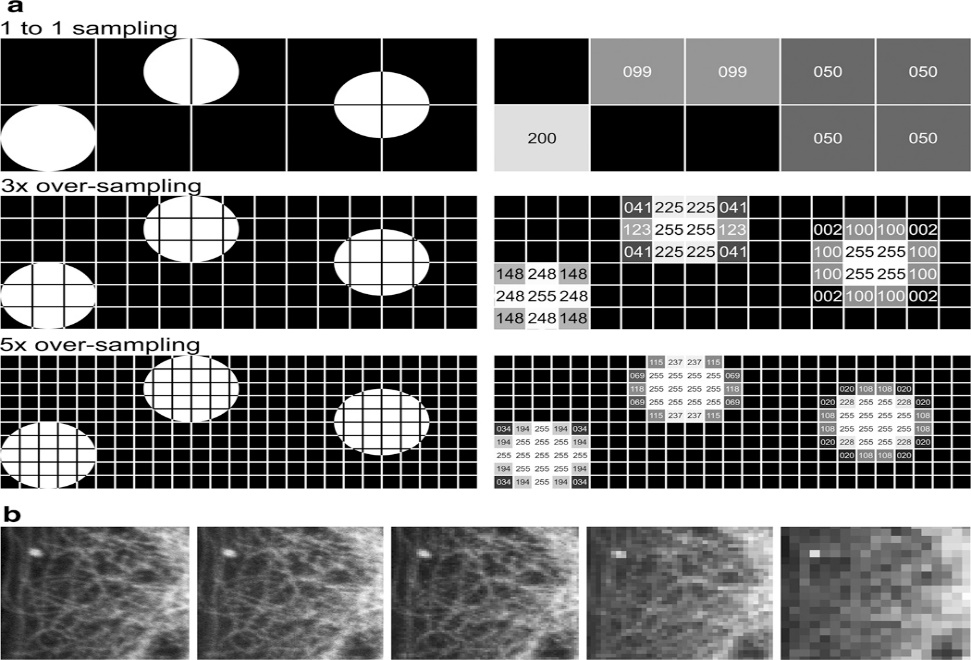 a
1 to 1 sampling
099 099 050 050
200 050 050
3x over-sampling
041 225 225 041
123 255 255 123 002 100 100 002
041 225 225 041 100 255 255 100
148 248 148 100 255 255 100
248 255 248 002 100 100 002
148 248 148
5x over-sampling
115 237 237 115
069 255 255 255 255 069
118 255 255 255 255 118 020 108 108 020
069 255 255 255 255 069 020 228 255 255 228 020
115 237 237 115 108 255 255 255 255 108
034 194 255 194 034 108 255 255 255 255 108
194 255 255 255 194 020 228 255 255 228 020
255 255 255 255 255 020 108 108 020
194 255 255 255 194
034 194 255 194 034
b